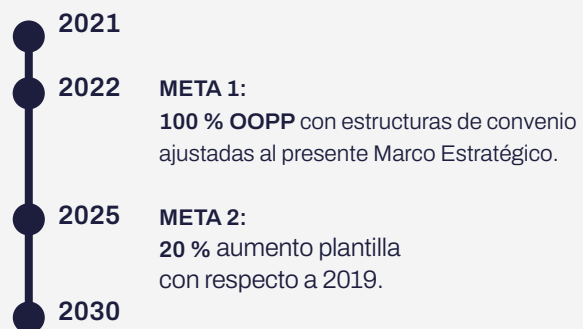 2021
2022
META 1:
100 % OOPP con estructuras de convenio
ajustadas al presente Marco Estratégico.
2025
META 2:
20 % aumento plantilla
con respecto a 2019.
2030